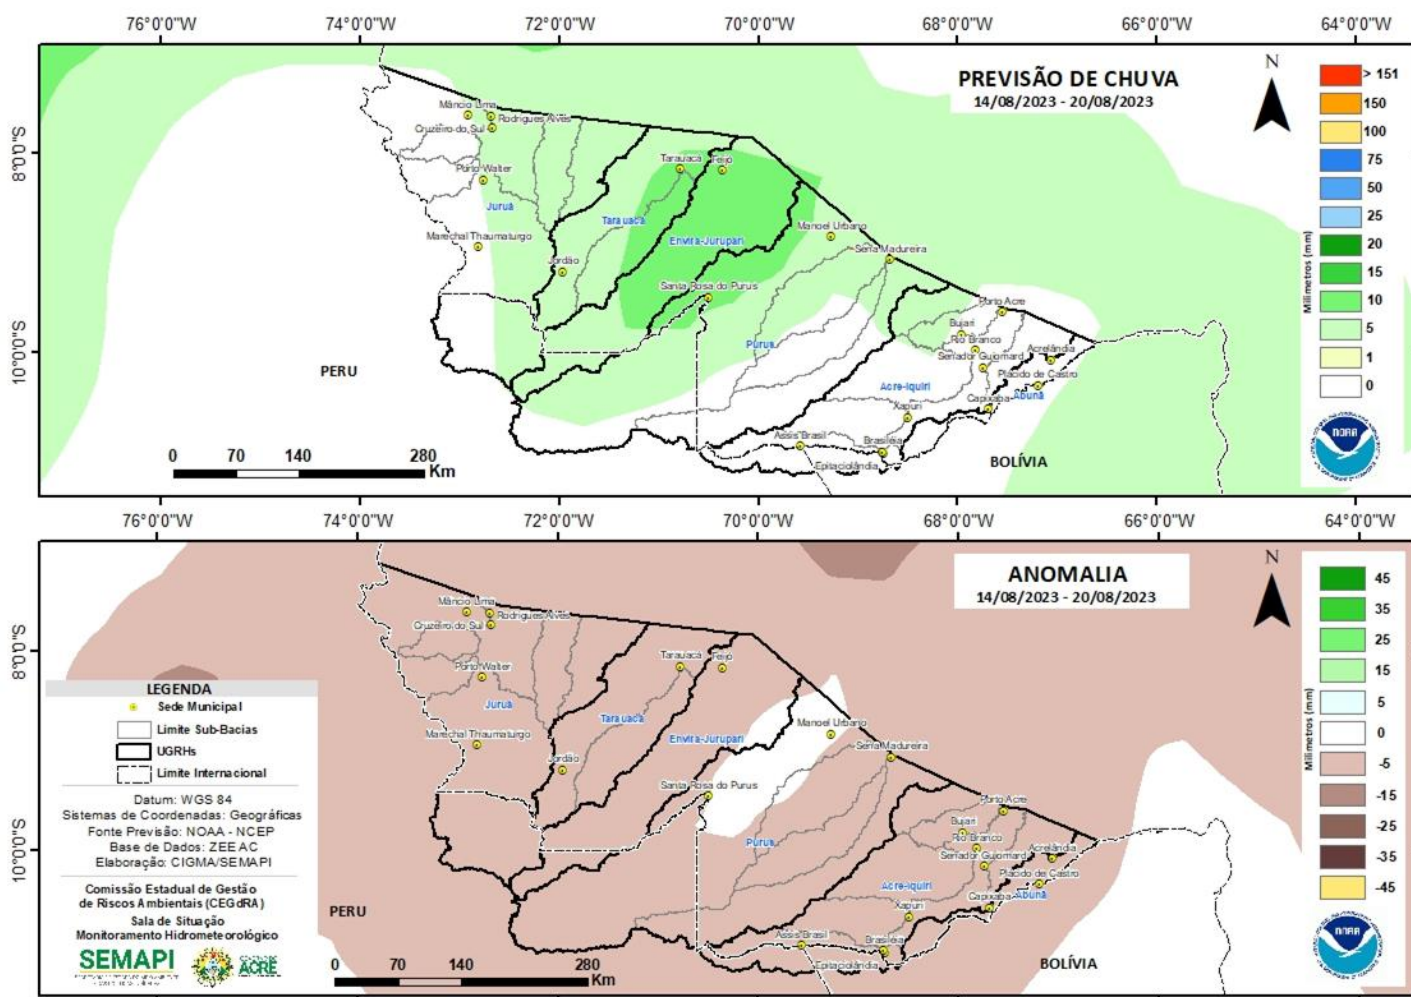 76°0'0"W 74°0'0"W 72°0'0"W 70°0'0"W 68°0'0"W 66°0'0"W 64°0'0"W
PREVISÃO DE CHUVA
14/08/2023 - 20/08/2023
N
8°0'0"S
10°0'0"S
Mâncio Lima
Rodrigues Alves
Cruzeiro do Sul
Porto Walter
Juruá
Marechal Thaumaturgo
Jordão
Tarauacá
Feijó
Tarauacá
Envira-Jurupari
Santa Rosa do Purus
Manoel Urbano
Sena Madureira
Purus
Porto Acre
Bujari
Rio Branco
Senador Guiomard
Acrelândia
Plácido de Castro
Acre-Iquiri
Capixaba
Abunã
Xapuri
Assis Brasil
Brasiléia
Epitaciolândia
PERU
BOLÍVIA
0 70 140 280
Km
Milímetros (mm)
> 151
150
100
75
50
25
20
15
10
5
1
0
NOAA
76°0'0"W 74°0'0"W 72°0'0"W 70°0'0"W 68°0'0"W 66°0'0"W 64°0'0"W
ANOMALIA
14/08/2023 - 20/08/2023
N
8°0'0"S
10°0'0"S
Mâncio Lima
Rodrigues Alves
Cruzeiro do Sul
Porto Walter
Juruá
Marechal Thaumaturgo
Jordão
Tarauacá
Feijó
Tarauacá
Envira-Jurupari
Santa Rosa do Purus
Manoel Urbano
Sena Madureira
Purus
Porto Acre
Bujari
Rio Branco
Senador Guiomard
Acrelândia
Plácido de Castro
Acre-Iquiri
Capixaba
Abunã
Xapuri
Assis Brasil
Brasiléia
Epitaciolândia
PERU
BOLÍVIA
0 70 140 280
Km
Milímetros (mm)
45
35
25
15
5
0
-5
-15
-25
-35
-45
NOAA
LEGENDA
Sede Municipal
Limite Sub-Bacias
UGRHs
Limite Internacional
Datum: WGS 84
Sistemas de Coordenadas: Geográficas
Fonte Previsão: NOAA - NCEP
Base de Dados: ZEE AC
Elaboração: CIGMA/SEMAPI
Comissão Estadual de Gestão
de Riscos Ambientais (CEGdRA)
Sala de Situação
Monitoramento Hidrometeorológico
SEMAPI
ACRE